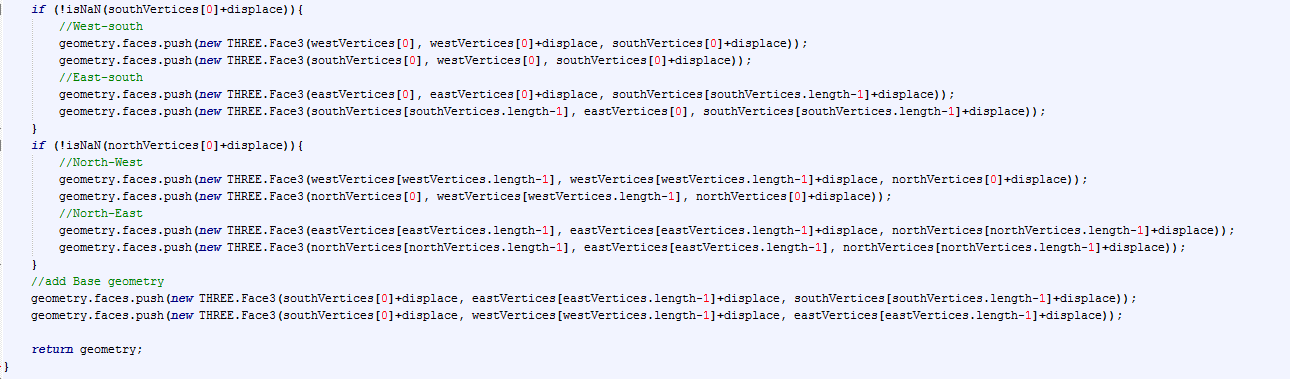 if (!isNaN(southVertices[0]+displace)){
//West-south
geometry.faces.push(new THREE.Face3(westVertices[0], westVertices[0]+displace, southVertices[0]+displace));
geometry.faces.push(new THREE.Face3(southVertices[0], westVertices[0], southVertices[0]+displace));
//East-south
geometry.faces.push(new THREE.Face3(eastVertices[0], eastVertices[0]+displace, southVertices[southVertices.length-1]+displace));
geometry.faces.push(new THREE.Face3(southVertices[southVertices.length-1], eastVertices[0], southVertices[southVertices.length-1]+displace));
}
if (!isNaN(northVertices[0]+displace)){
//North-West
geometry.faces.push(new THREE.Face3(westVertices[westVertices.length-1], westVertices[westVertices.length-1]+displace, northVertices[0]+displace));
geometry.faces.push(new THREE.Face3(northVertices[0], westVertices[westVertices.length-1], northVertices[0]+displace));
//North-East
geometry.faces.push(new THREE.Face3(eastVertices[eastVertices.length-1], eastVertices[eastVertices.length-1]+displace, northVertices[northVertices.length-1]+displace));
geometry.faces.push(new THREE.Face3(northVertices[northVertices.length-1], eastVertices[eastVertices.length-1], northVertices[northVertices.length-1]+displace));
}
//add Base geometry
geometry.faces.push(new THREE.Face3(southVertices[0]+displace, eastVertices[eastVertices.length-1]+displace, southVertices[southVertices.length-1]+displace));
geometry.faces.push(new THREE.Face3(southVertices[0]+displace, westVertices[westVertices.length-1]+displace, eastVertices[eastVertices.length-1]+displace));
return geometry;
}